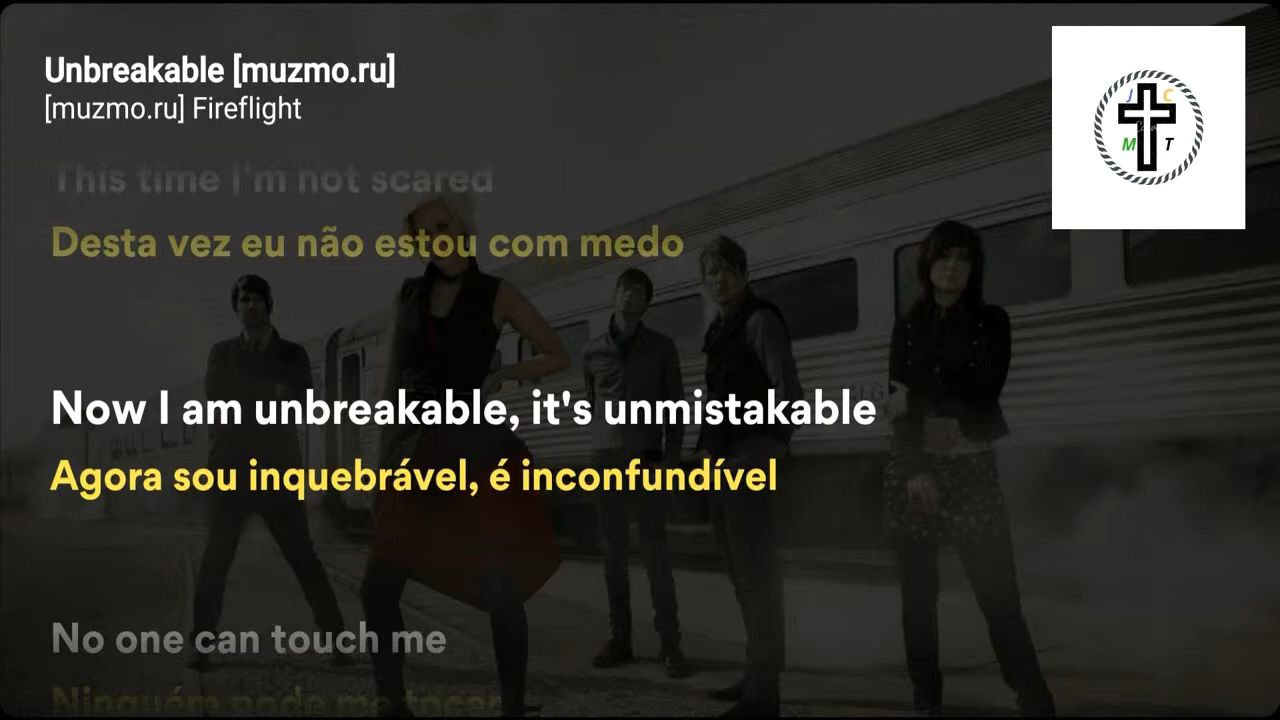 Unbreakable [muzmo.ru]
[muzmo.ru] Fireflight
J C
M T
This time I'm not scared
Desta vez eu não estou com medo
Now I am unbreakable, it's unmistakable
Agora sou inquebrável, é inconfundível
No one can touch me
Ninguém pode me tocar